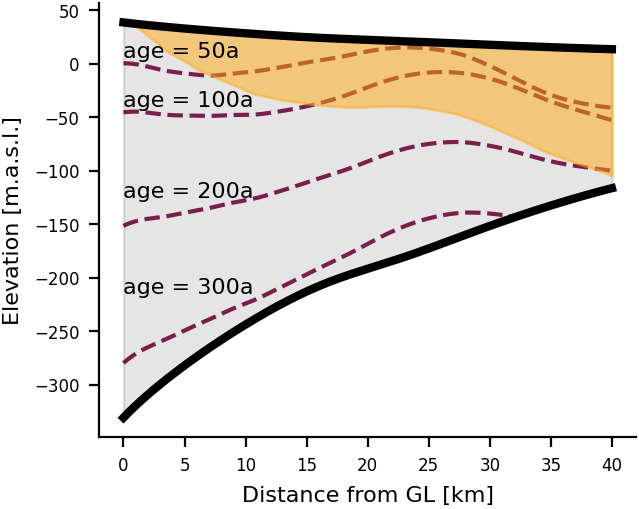 50
0
−50
−100
−150
−200
−250
−300
Elevation [m.a.s.l.]
age = 50a
age = 100a
age = 200a
age = 300a
0 5 10 15 20 25 30 35 40
Distance from GL [km]